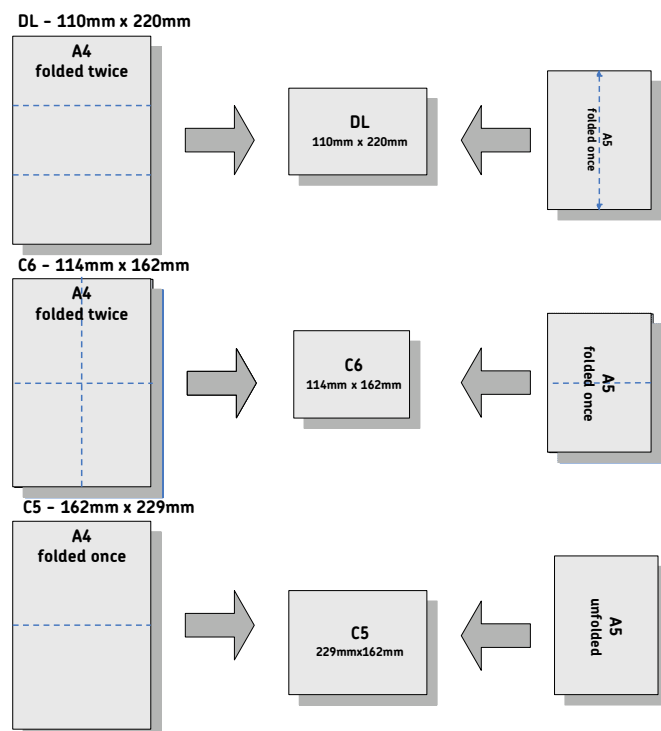 DL - 110mm x 220mm
A4
folded twice
DL
110mm x 220mm
A5
folded once
C6 - 114mm x 162mm
A4
folded twice
C6
114mm x 162mm
A5
folded once
C5 - 162mm x 229mm
A4
folded once
C5
229mmx162mm
A5
unfolded